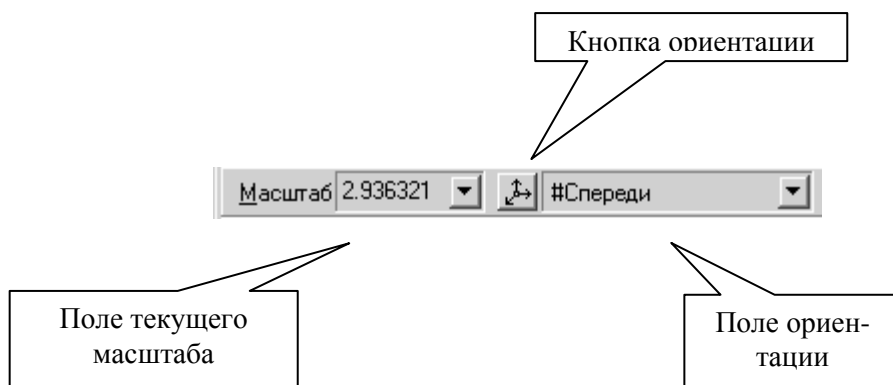 Кнопка ориентации
Масштаб 2.936321 #Спереди
Поле текущего
масштаба
Поле ориен-
тации